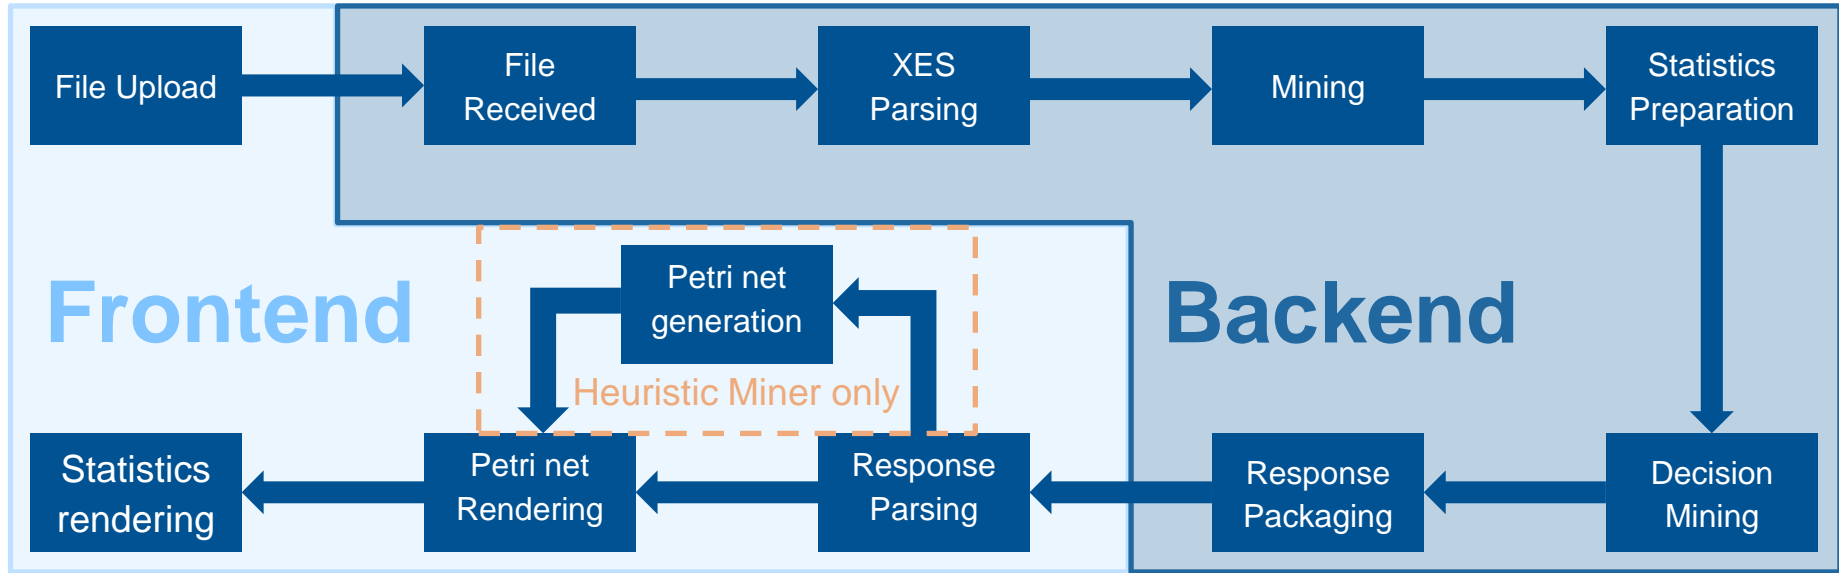 File Upload
File
Received
XES
Parsing
Mining
Statistics
Preparation
Frontend
Petri net
generation
Heuristic Miner only
Backend
Statistics
rendering
Petri net
Rendering
Response
Parsing
Response
Packaging
Decision
Mining